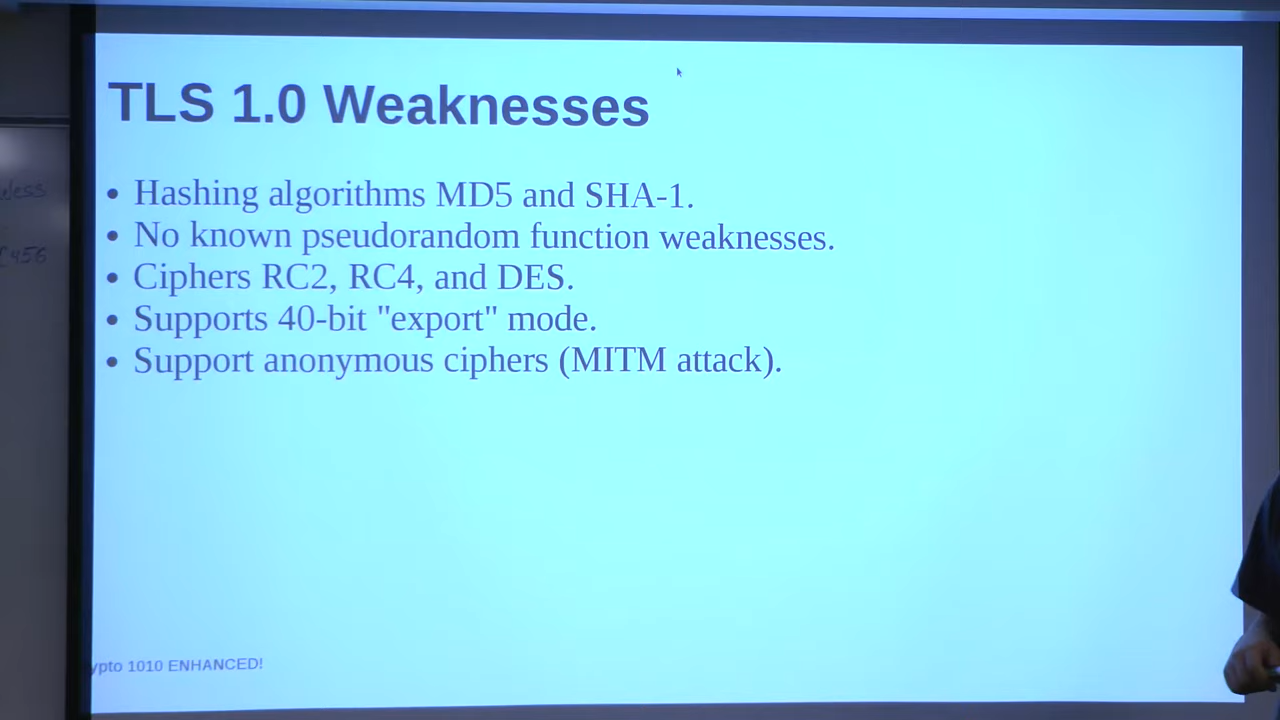 TLS 1.0 Weaknesses
• Hashing algorithms MD5 and SHA-1.
• No known pseudorandom function weaknesses.
• Ciphers RC2, RC4, and DES.
• Supports 40-bit "export" mode.
• Support anonymous ciphers (MITM attack).
ypto 1010 ENHANCED!